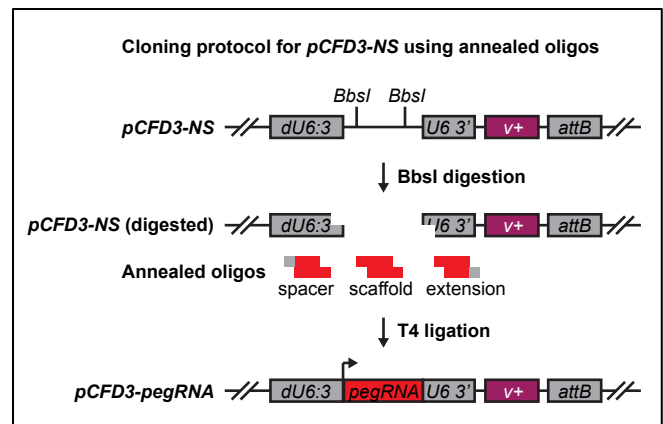 Cloning protocol for pCFD3-NS using annealed oligos
BbsI BbsI
pCFD3-NS dU6:3 U6 3' v+ attB
BbsI digestion
pCFD3-NS (digested) dU6:3 U6 3' v+ attB
Annealed oligos
spacer scaffold extension
T4 ligation
pCFD3-pegRNA dU6:3 pegRNA U6 3' v+ attB